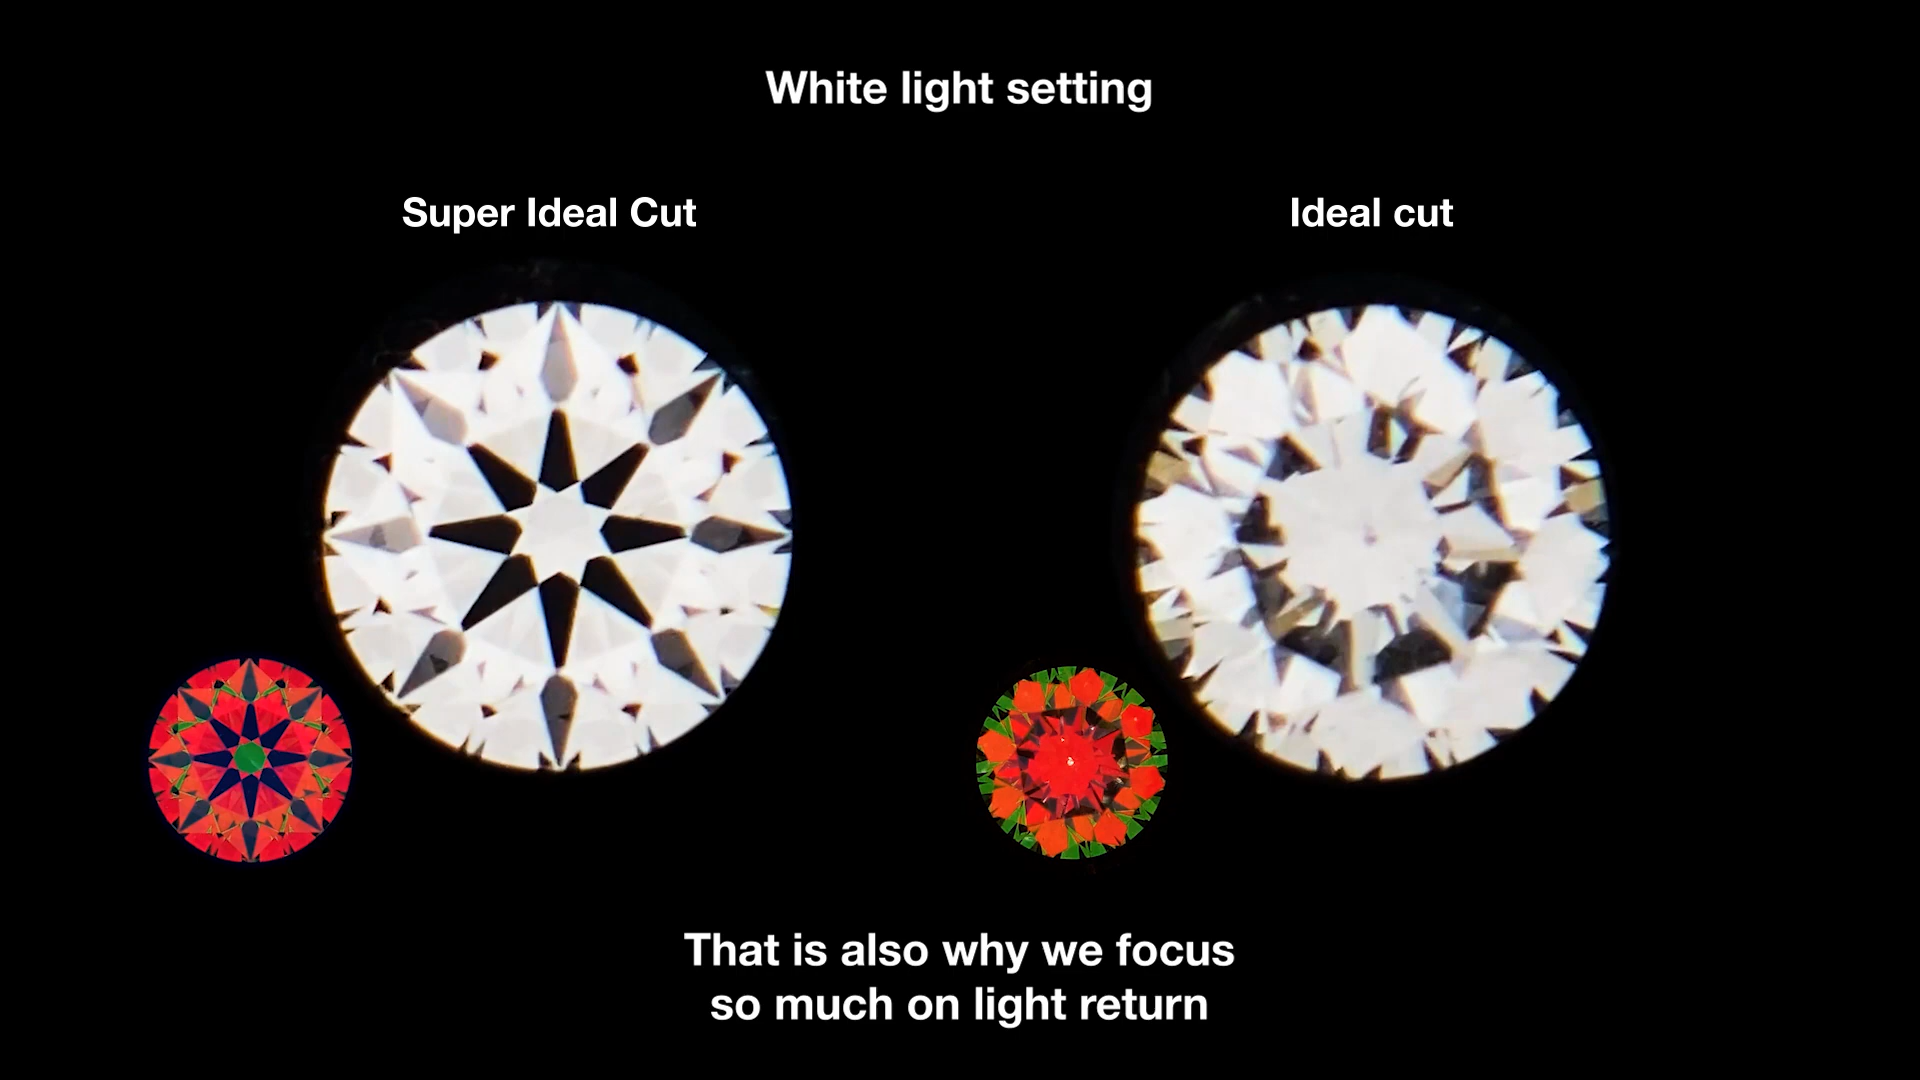 White light setting
Super Ideal Cut
Ideal cut
That is also why we focus
so much on light return